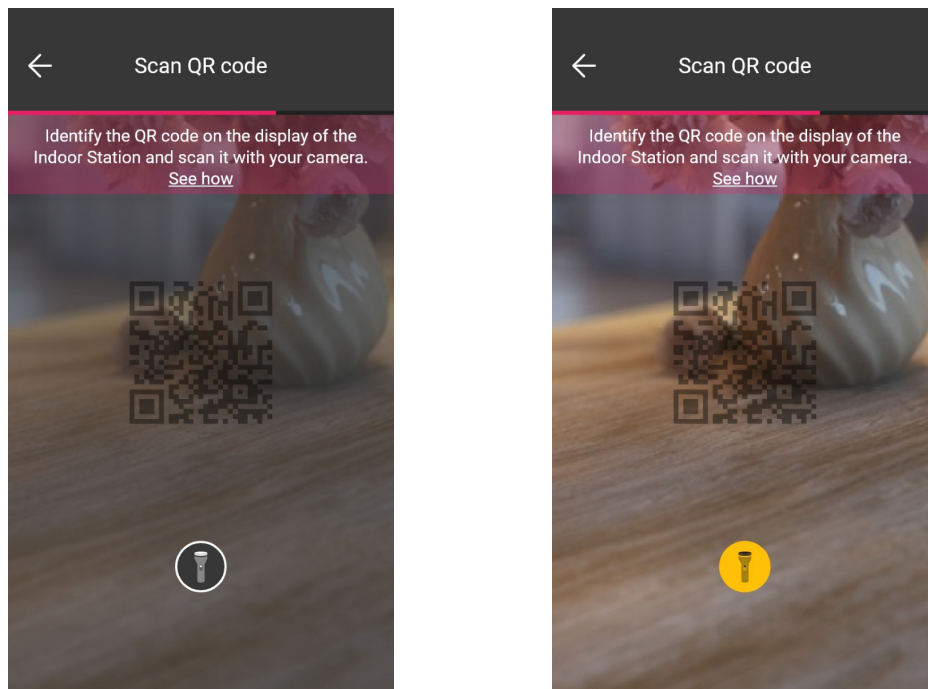 Scan QR code
Identify the QR code on the display of the
Indoor Station and scan it with your camera.
See how
Scan QR code
Identify the QR code on the display of the
Indoor Station and scan it with your camera.
See how